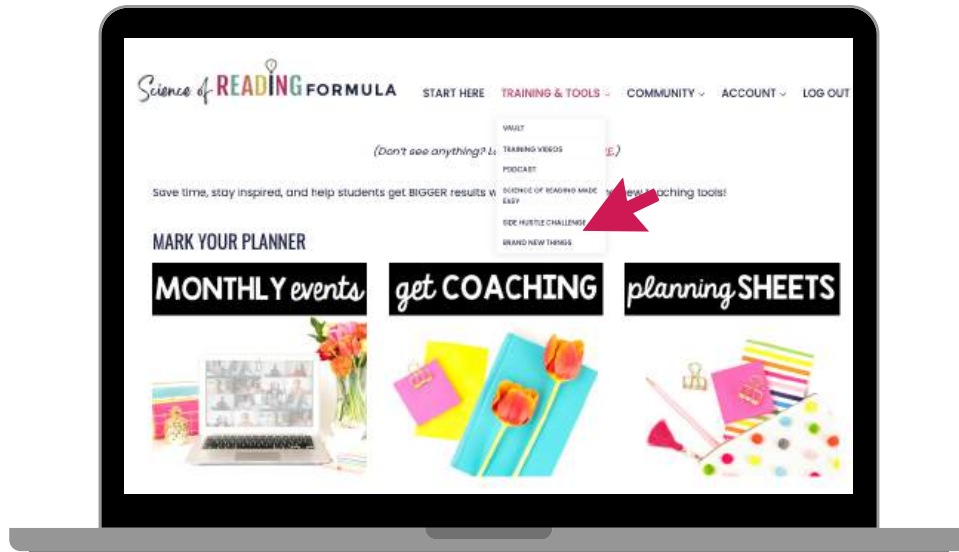 Science of READING FORMULA
START HERE
TRAINING & TOOLS
COMMUNITY
ACCOUNT
LOG OUT
VAULT
TRAINING VIDEOS
PODCAST
SCIENCE OF READING MADE
EASY
SIDE HUSTLE CHALLENGE
BRAND NEW THINGS
(Don't see anything?
Save time, stay inspired, and help students get BIGGER results teaching tools!
MARK YOUR PLANNER
MONTHLY events
get COACHING
planning SHEETS